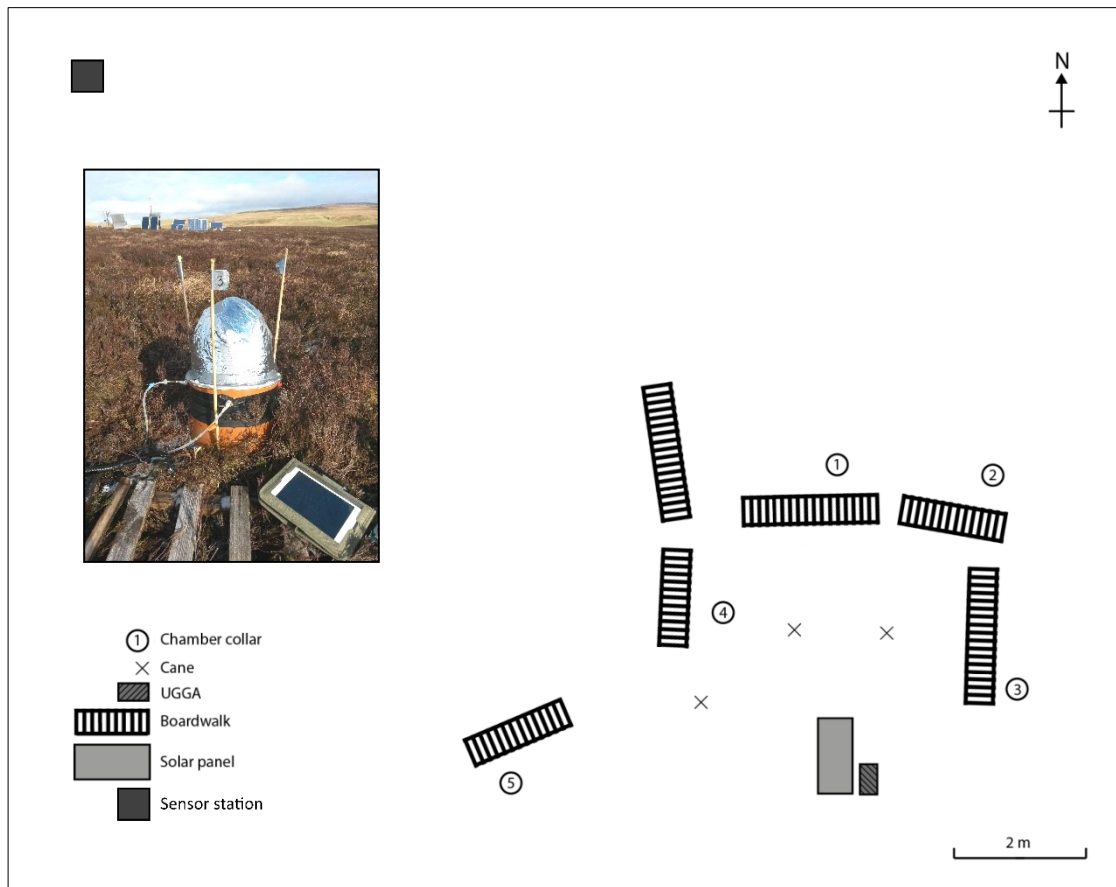 N
3
1
2
4
3
5
1 Chamber collar
Cane
UGGA
Boardwalk
Solar panel
Sensor station
2 m